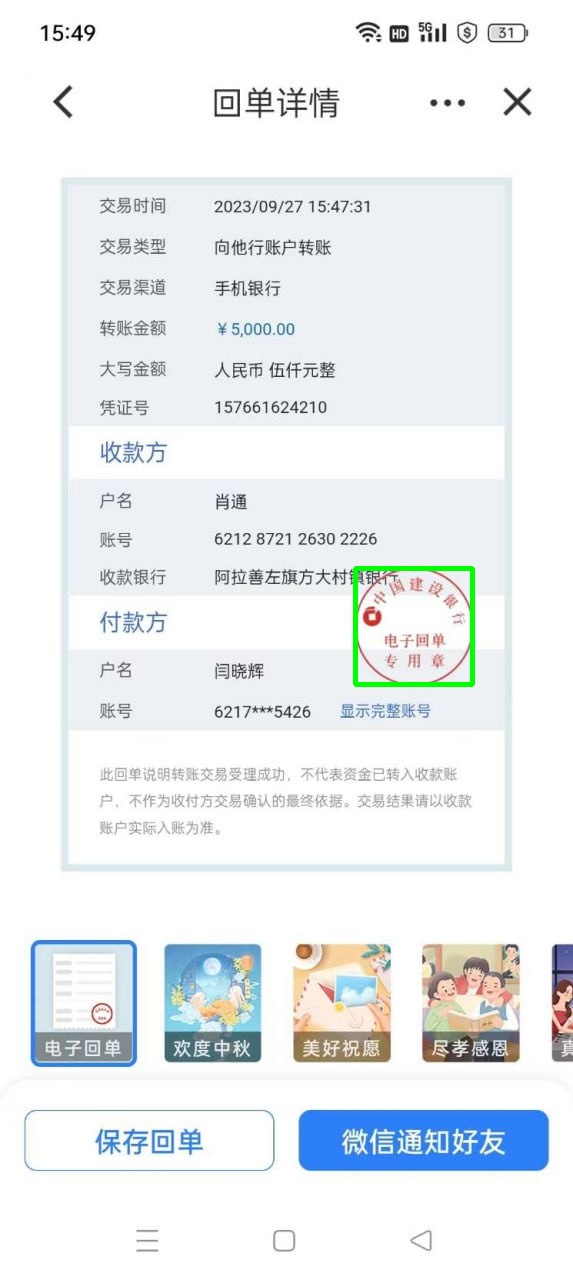 15:49
HD 5G 31
回单详情
交易时间 2023/09/27 15:47:31
交易类型 向他行账户转账
交易渠道 手机银行
转账金额 ¥5,000.00
大写金额 人民币 伍仟元整
凭证号 157661624210
收款方
户名 肖通
账号 6212 8721 2630 2226
收款银行 阿拉善左旗方大村镇银行
中国建设银行
电子回单
专用章
付款方
户名 闫晓辉
账号 6217***5426 显示完整账号
此回单说明转账交易受理成功，不代表资金已转入收款账
户，不作为收付方交易确认的最终依据。交易结果请以收款
账户实际入账为准。
电子回单 欢度中秋 美好祝愿 尽孝感恩 真
保存回单 微信通知好友